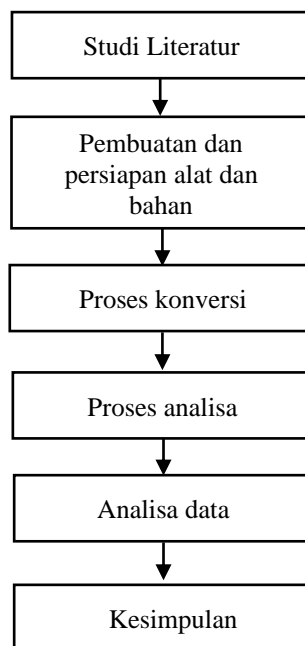 Studi Literatur
Pembuatan dan
persiapan alat dan
bahan
Proses konversi
Proses analisa
Analisa data
Kesimpulan